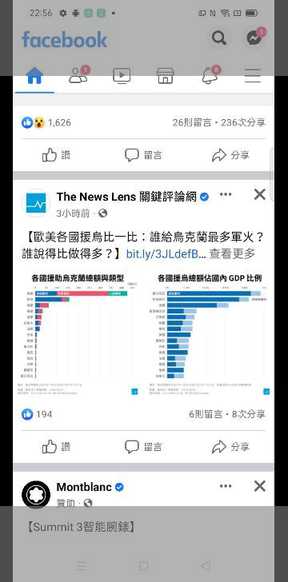 22:56
facebook
1,626
26則留言・236次分享
讚
留言
分享
The News Lens 關鍵評論網
3小時前
【歐美各國援烏比一比：誰給烏克蘭最多軍火？
誰說得比做得多？】bit.ly/3JLdefB... 查看更多
各國援助烏克蘭總額與類型
各國援烏總額佔國內 GDP 比例
194
6則留言・8次分享
讚
留言
分享
Montblanc
贊助
【Summit 3智能腕錶】